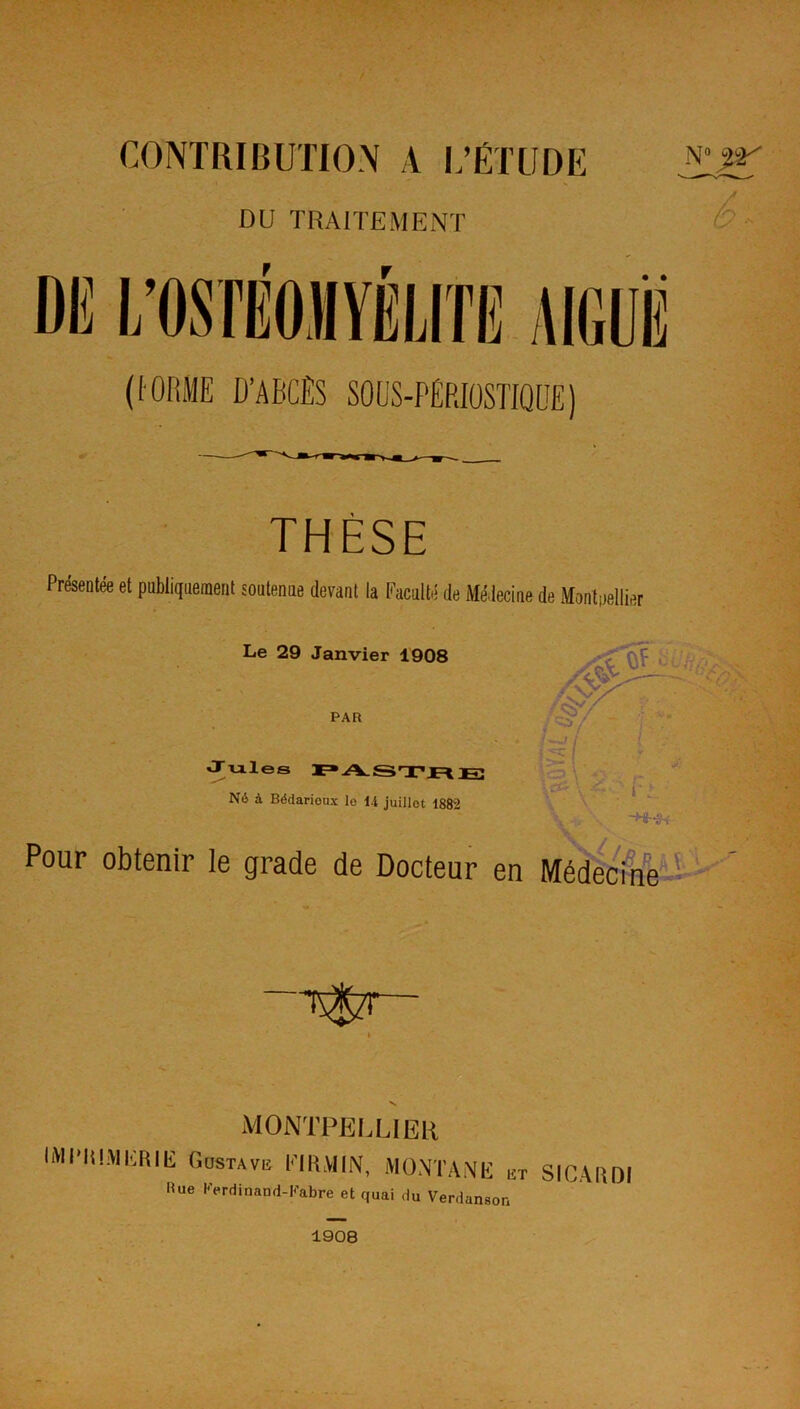 CONTRIBUTION A L'ÉTUDE
N° 22
6
DU TRAITEMENT
DE L'OSTÉOMYÉLITE AIGUË
(FORME D'ABCÈS SOUS-PÉRIOSTIQUE)
THÈSE
Présentée et publiquement soutenue devant la Faculté de Médecine de Montpellier
Le 29 Janvier 1908
PAR
Jules PASTRE
Né à Bédarieux le 14 juillet 1882
Pour obtenir le grade de Docteur en Médecine
MONTPELLIER
IMPRIMERIE GUSTAVE FIRMIN, MONTANE ET SICARDI
Rue Ferdinand-Fabre et quai du Verdanson
1908